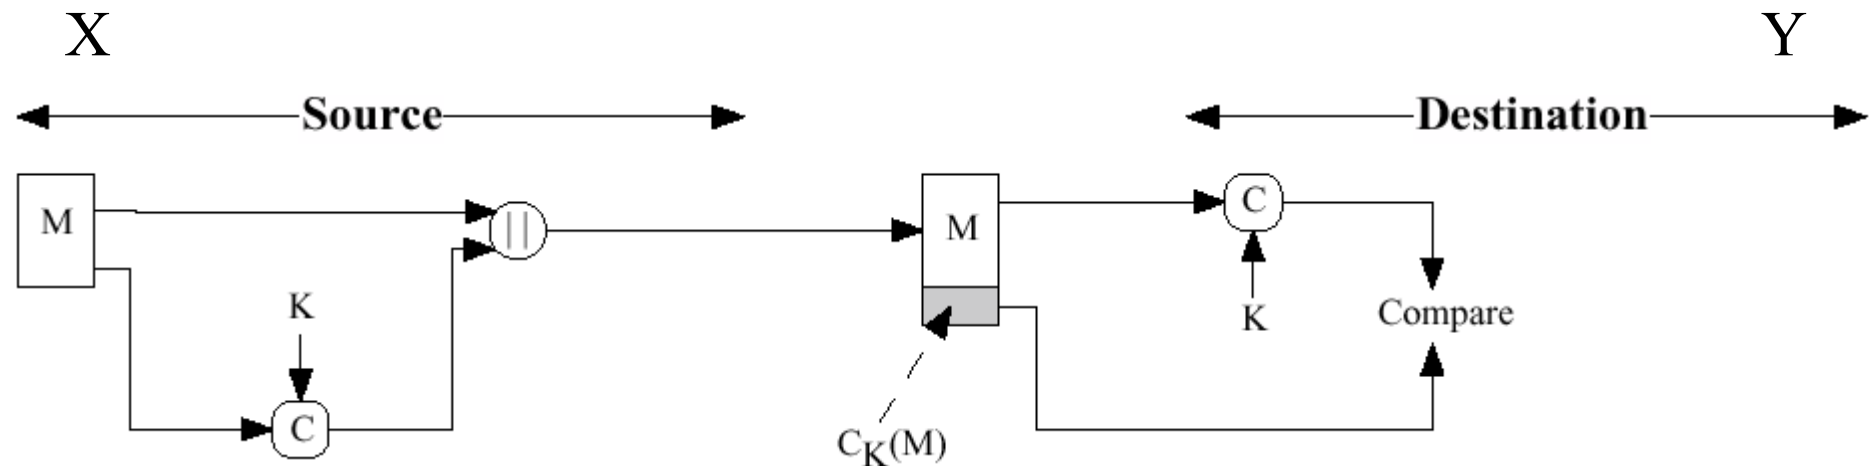 X Y
Source Destination
M || M C
K K Compare
C C_K(M)